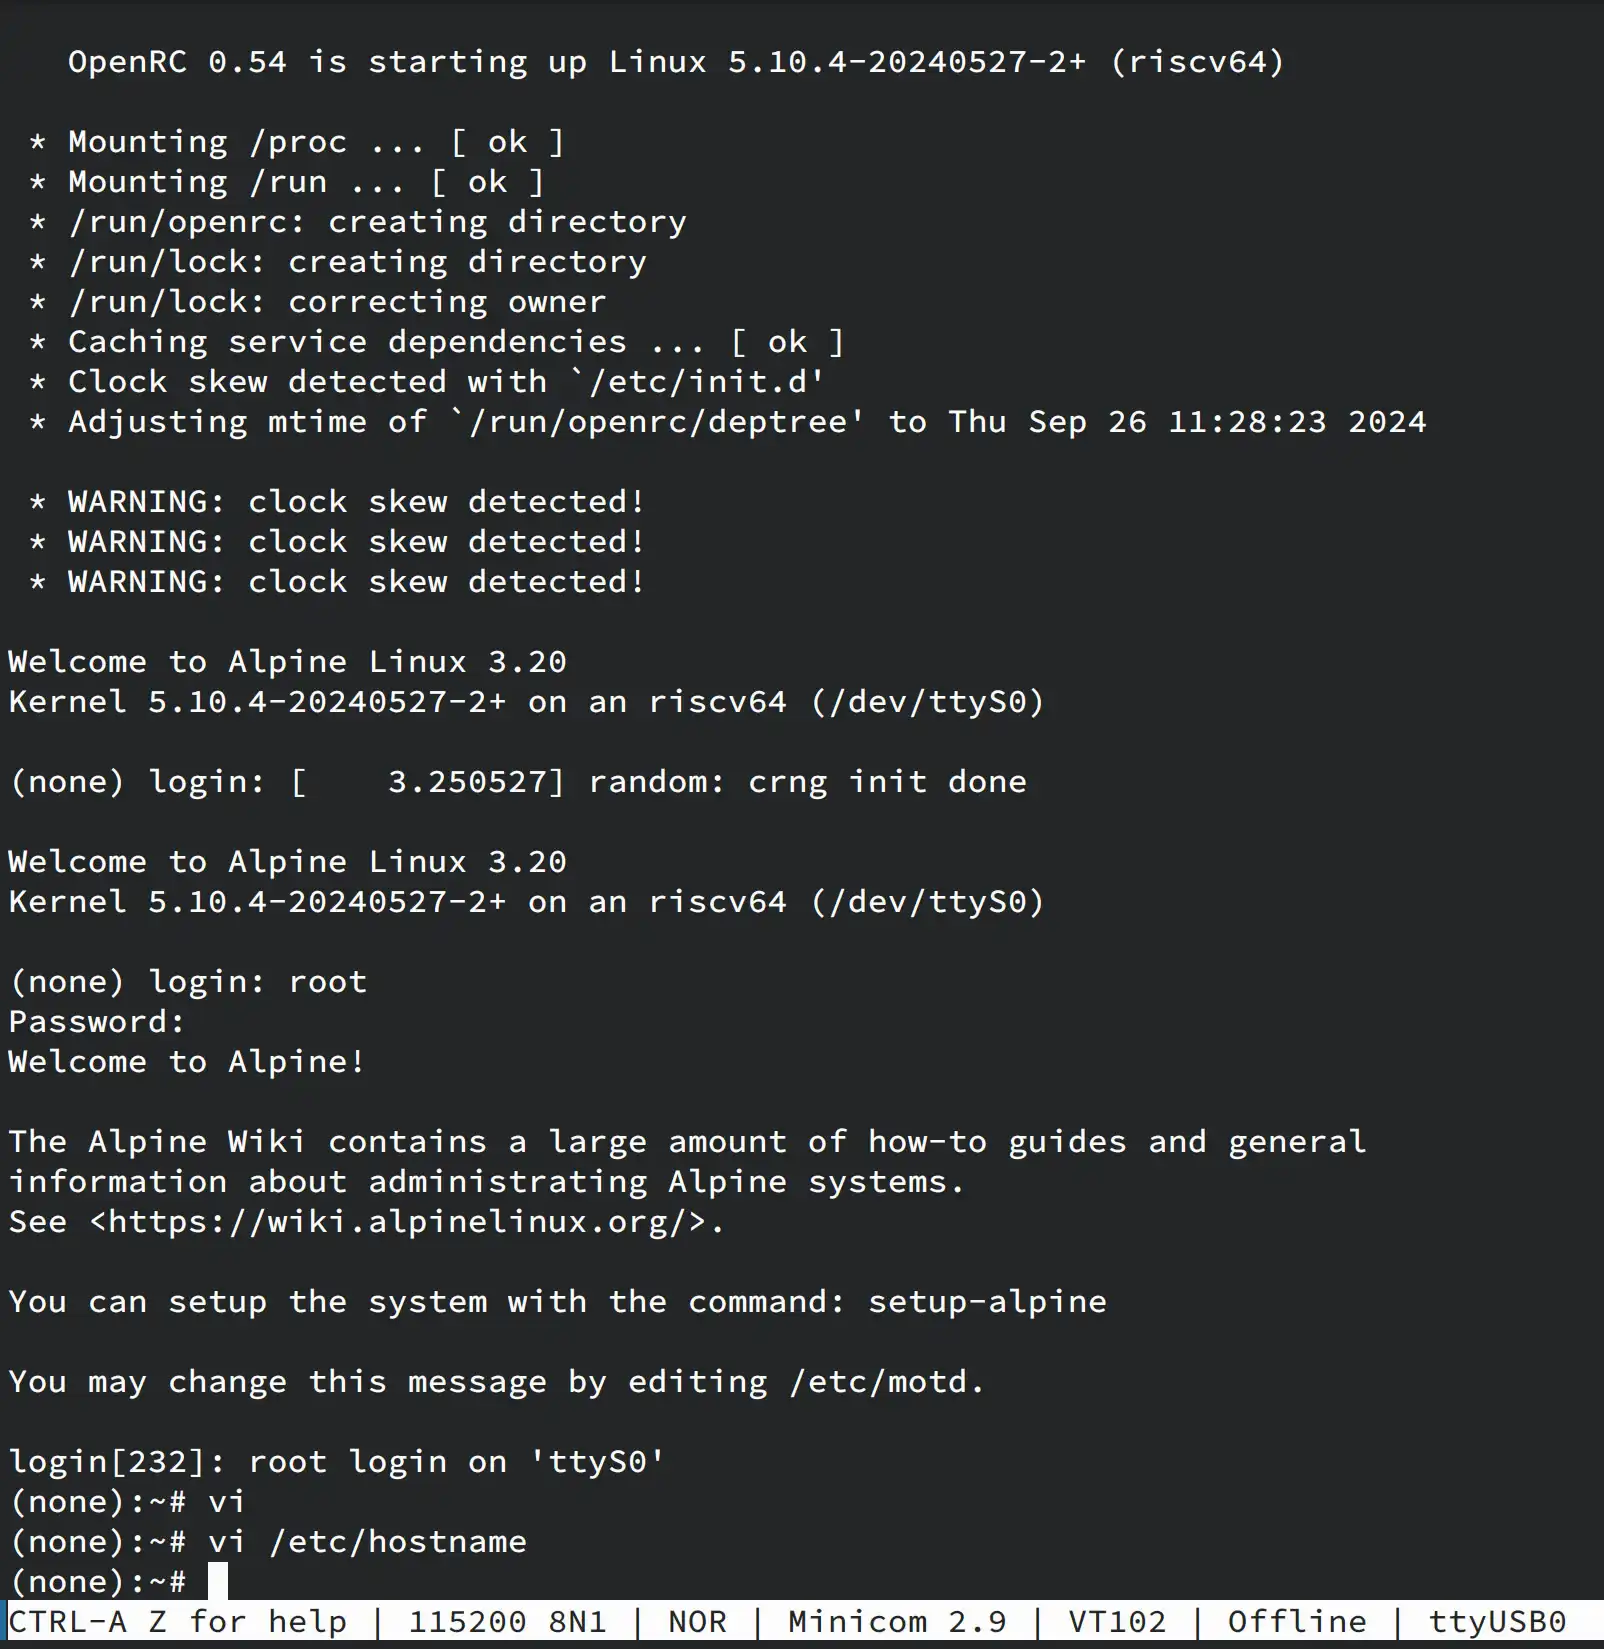 OpenRC 0.54 is starting up Linux 5.10.4-20240527-2+ (riscv64)
* Mounting /proc ... [ ok ]
* Mounting /run ... [ ok ]
* /run/openrc: creating directory
* /run/lock: creating directory
* /run/lock: correcting owner
* Caching service dependencies ... [ ok ]
* Clock skew detected with `/etc/init.d'
* Adjusting mtime of `/run/openrc/deptree' to Thu Sep 26 11:28:23 2024
* WARNING: clock skew detected!
* WARNING: clock skew detected!
* WARNING: clock skew detected!
Welcome to Alpine Linux 3.20
Kernel 5.10.4-20240527-2+ on an riscv64 (/dev/ttyS0)
(none) login: [    3.250527] random: crng init done
Welcome to Alpine Linux 3.20
Kernel 5.10.4-20240527-2+ on an riscv64 (/dev/ttyS0)
(none) login: root
Password:
Welcome to Alpine!
The Alpine Wiki contains a large amount of how-to guides and general
information about administrating Alpine systems.
See <https://wiki.alpinelinux.org/>.
You can setup the system with the command: setup-alpine
You may change this message by editing /etc/motd.
login[232]: root login on 'ttyS0'
(none):~# vi
(none):~# vi /etc/hostname
(none):~#
CTRL-A Z for help | 115200 8N1 | NOR | Minicom 2.9 | VT102 | Offline | ttyUSB0